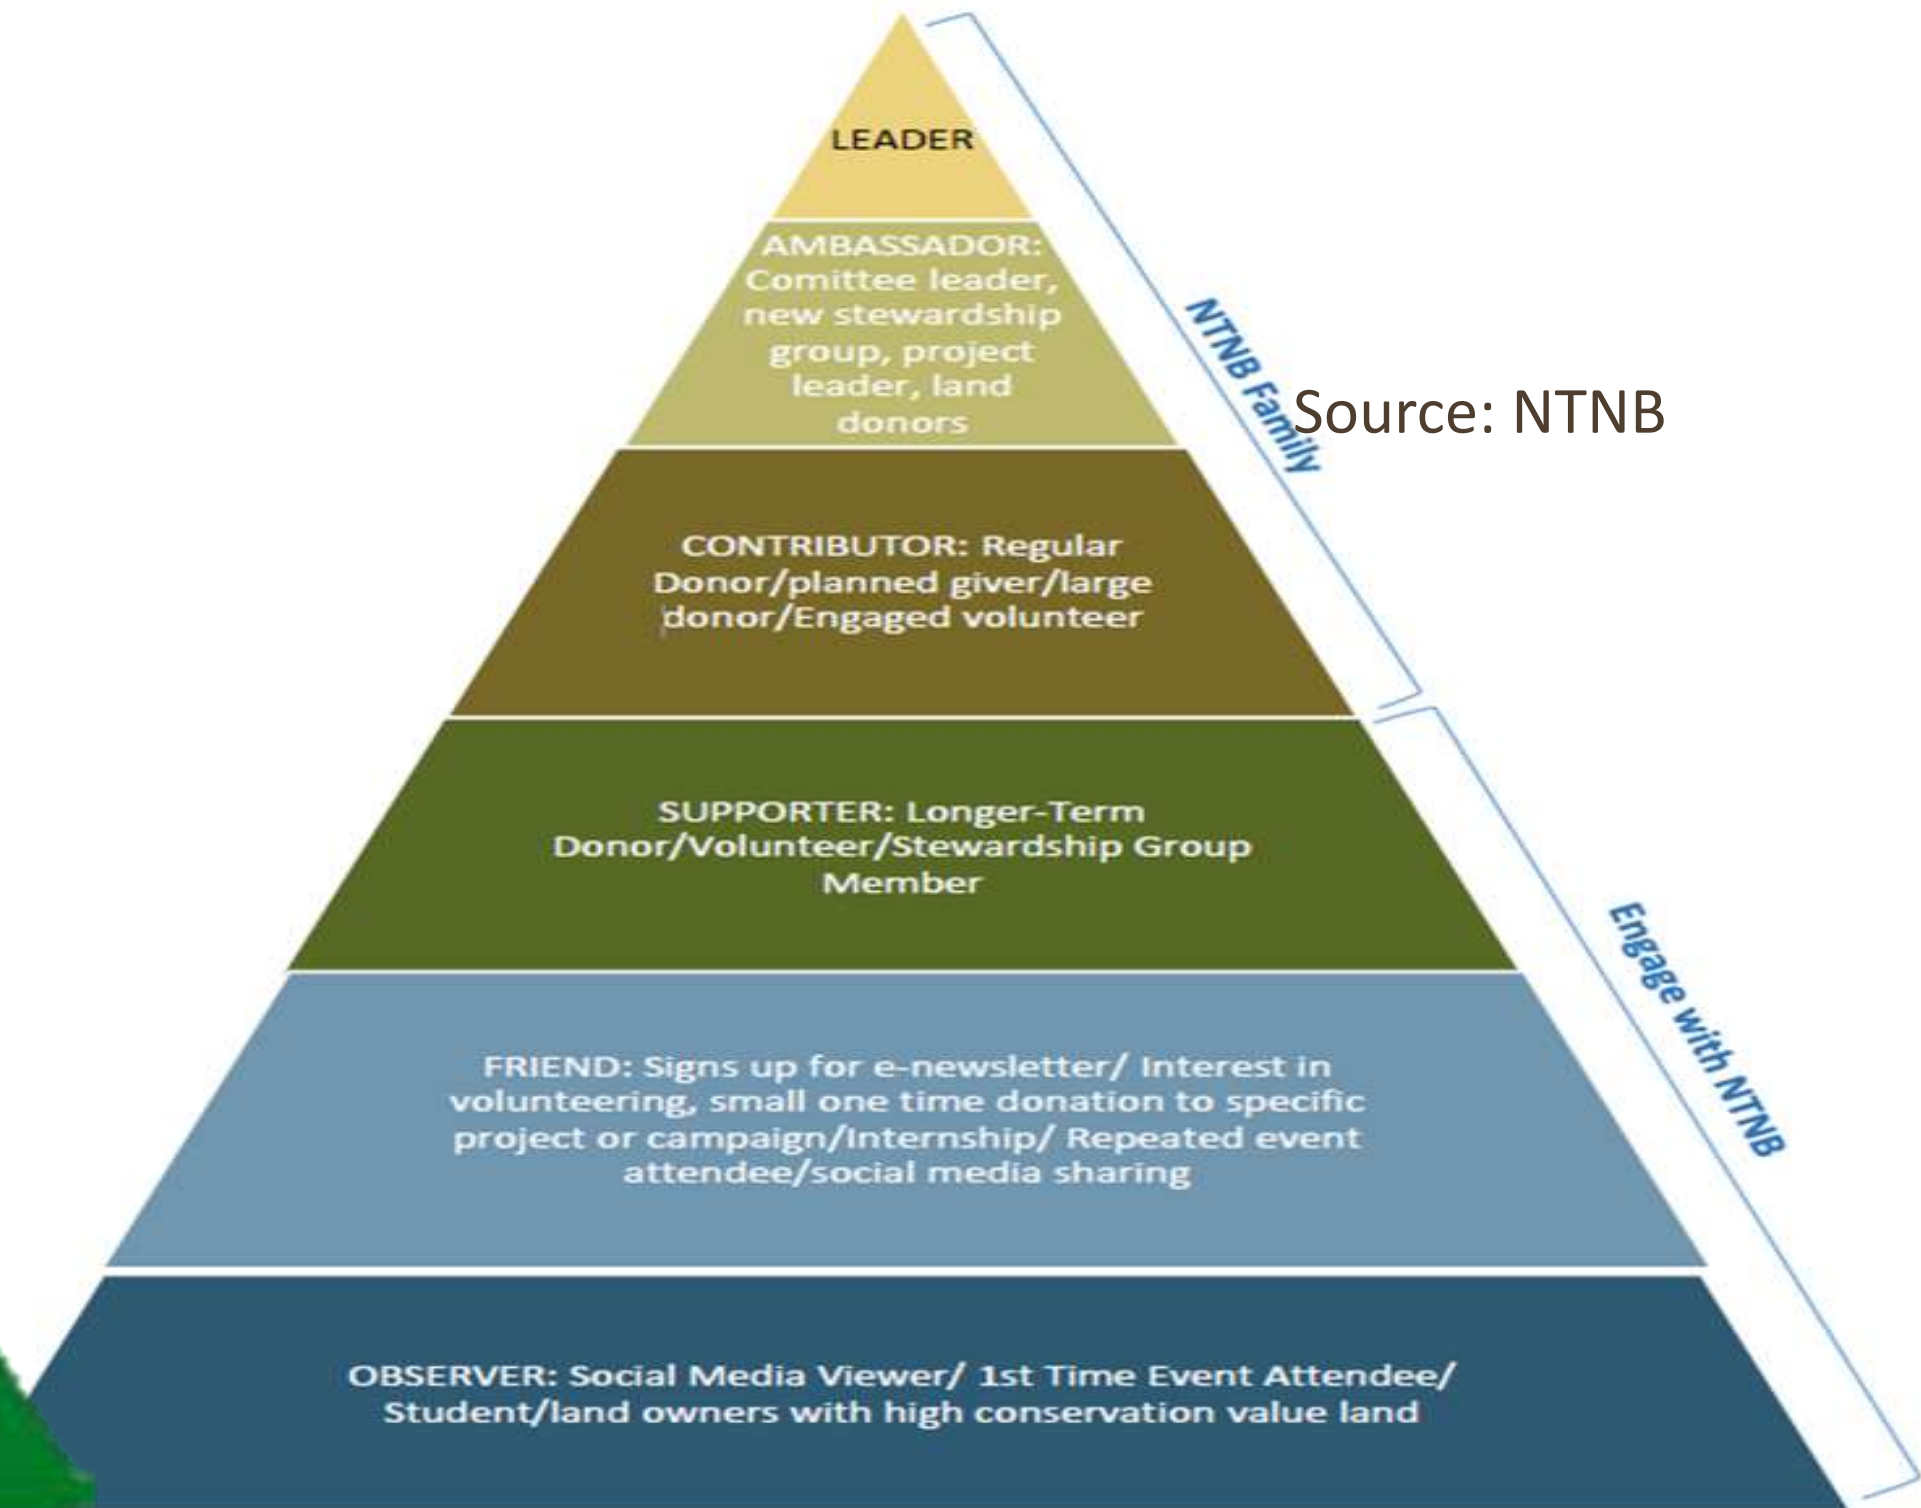 LEADER
AMBASSADOR:
Comittee leader,
new stewardship
group, project
leader, land
donors
NTNB Family
Source: NTNB
CONTRIBUTOR: Regular
Donor/planned giver/large
donor/Engaged volunteer
SUPPORTER: Longer-Term
Donor/Volunteer/Stewardship Group
Member
Engage with NTNB
FRIEND: Signs up for e-newsletter/ Interest in
volunteering, small one time donation to specific
project or campaign/Internship/ Repeated event
attendee/social media sharing
OBSERVER: Social Media Viewer/ 1st Time Event Attendee/
Student/land owners with high conservation value land